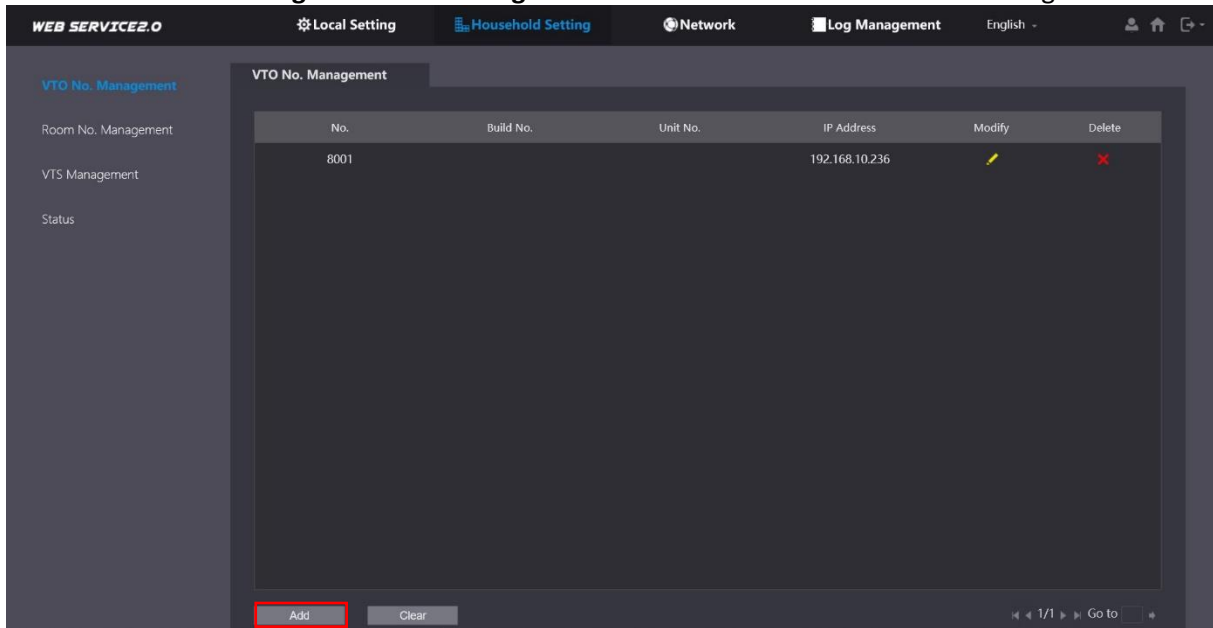 WEB SERVICE2.0 Local Setting Household Setting Network Log Management English
VTO No. Management
VTO No. Management
Room No. Management
VTS Management
Status
No. Build No. Unit No. IP Address Modify Delete
8001 192.168.10.236
Add Clear 1/1 Go to